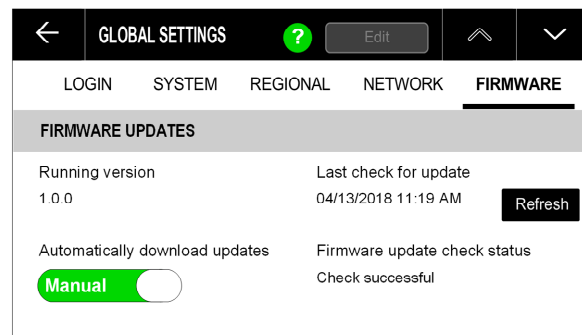 GLOBAL SETTINGS ? Edit
LOGIN SYSTEM REGIONAL NETWORK FIRMWARE
FIRMWARE UPDATES
Running version Last check for update
1.0.0 04/13/2018 11:19 AM Refresh
Automatically download updates Firmware update check status
Manual Check successful